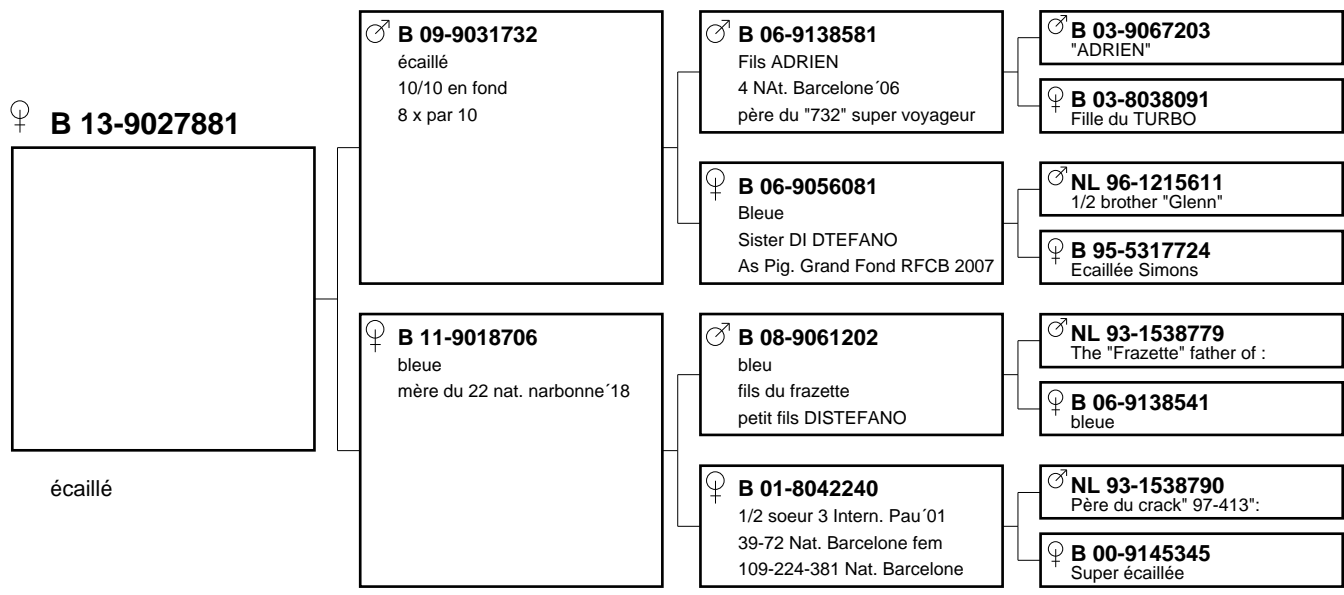 B 13-9027881
écaillé
B 09-9031732
écaillé
10/10 en fond
8 x par 10
B 11-9018706
bleue
mère du 22 nat. narbonne´18
B 06-9138581
Fils ADRIEN
4 NAt. Barcelone´06
père du "732" super voyageur
B 06-9056081
Bleue
Sister DI DTEFANO
As Pig. Grand Fond RFCB 2007
B 08-9061202
bleu
fils du frazette
petit fils DISTEFANO
B 01-8042240
1/2 soeur 3 Intern. Pau´01
39-72 Nat. Barcelone fem
109-224-381 Nat. Barcelone
B 03-9067203
"ADRIEN"
B 03-8038091
Fille du TURBO
NL 96-1215611
1/2 brother "Glenn"
B 95-5317724
Ecaillée Simons
NL 93-1538779
The "Frazette" father of :
B 06-9138541
bleue
NL 93-1538790
Père du crack" 97-413":
B 00-9145345
Super écaillée